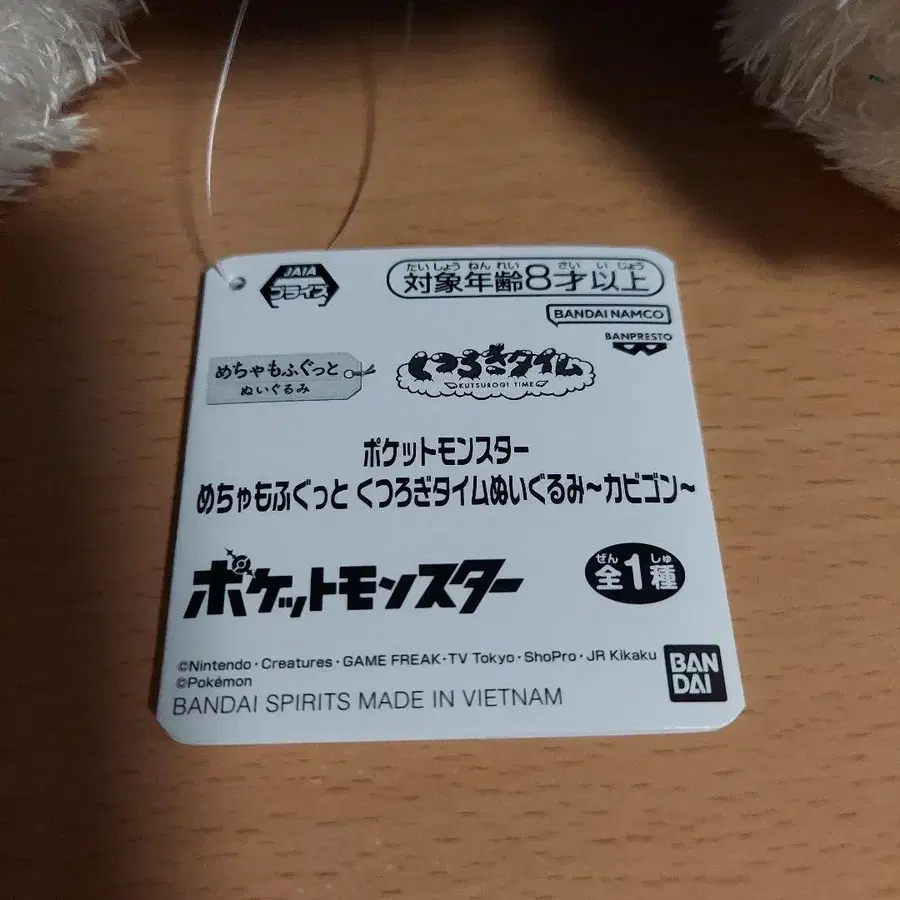 JAIA
プライズ
たいしょうねんれい さいいじょう
対象年齢8才以上
BANDAI NAMCO
BANPRESTO
めちゃもふぐっと
ぬいぐるみ
くつろぎタイム
KUTSUROGI TIME
ポケットモンスター
めちゃもふぐっと くつろぎタイムぬいぐるみ~カビゴン~
ポケットモンスター
ぜん しゅ
全1種
©Nintendo・Creatures・GAME FREAK・TV Tokyo・ShoPro・JR Kikaku
©Pokémon
BANDAI SPIRITS MADE IN VIETNAM
BAN
DAI